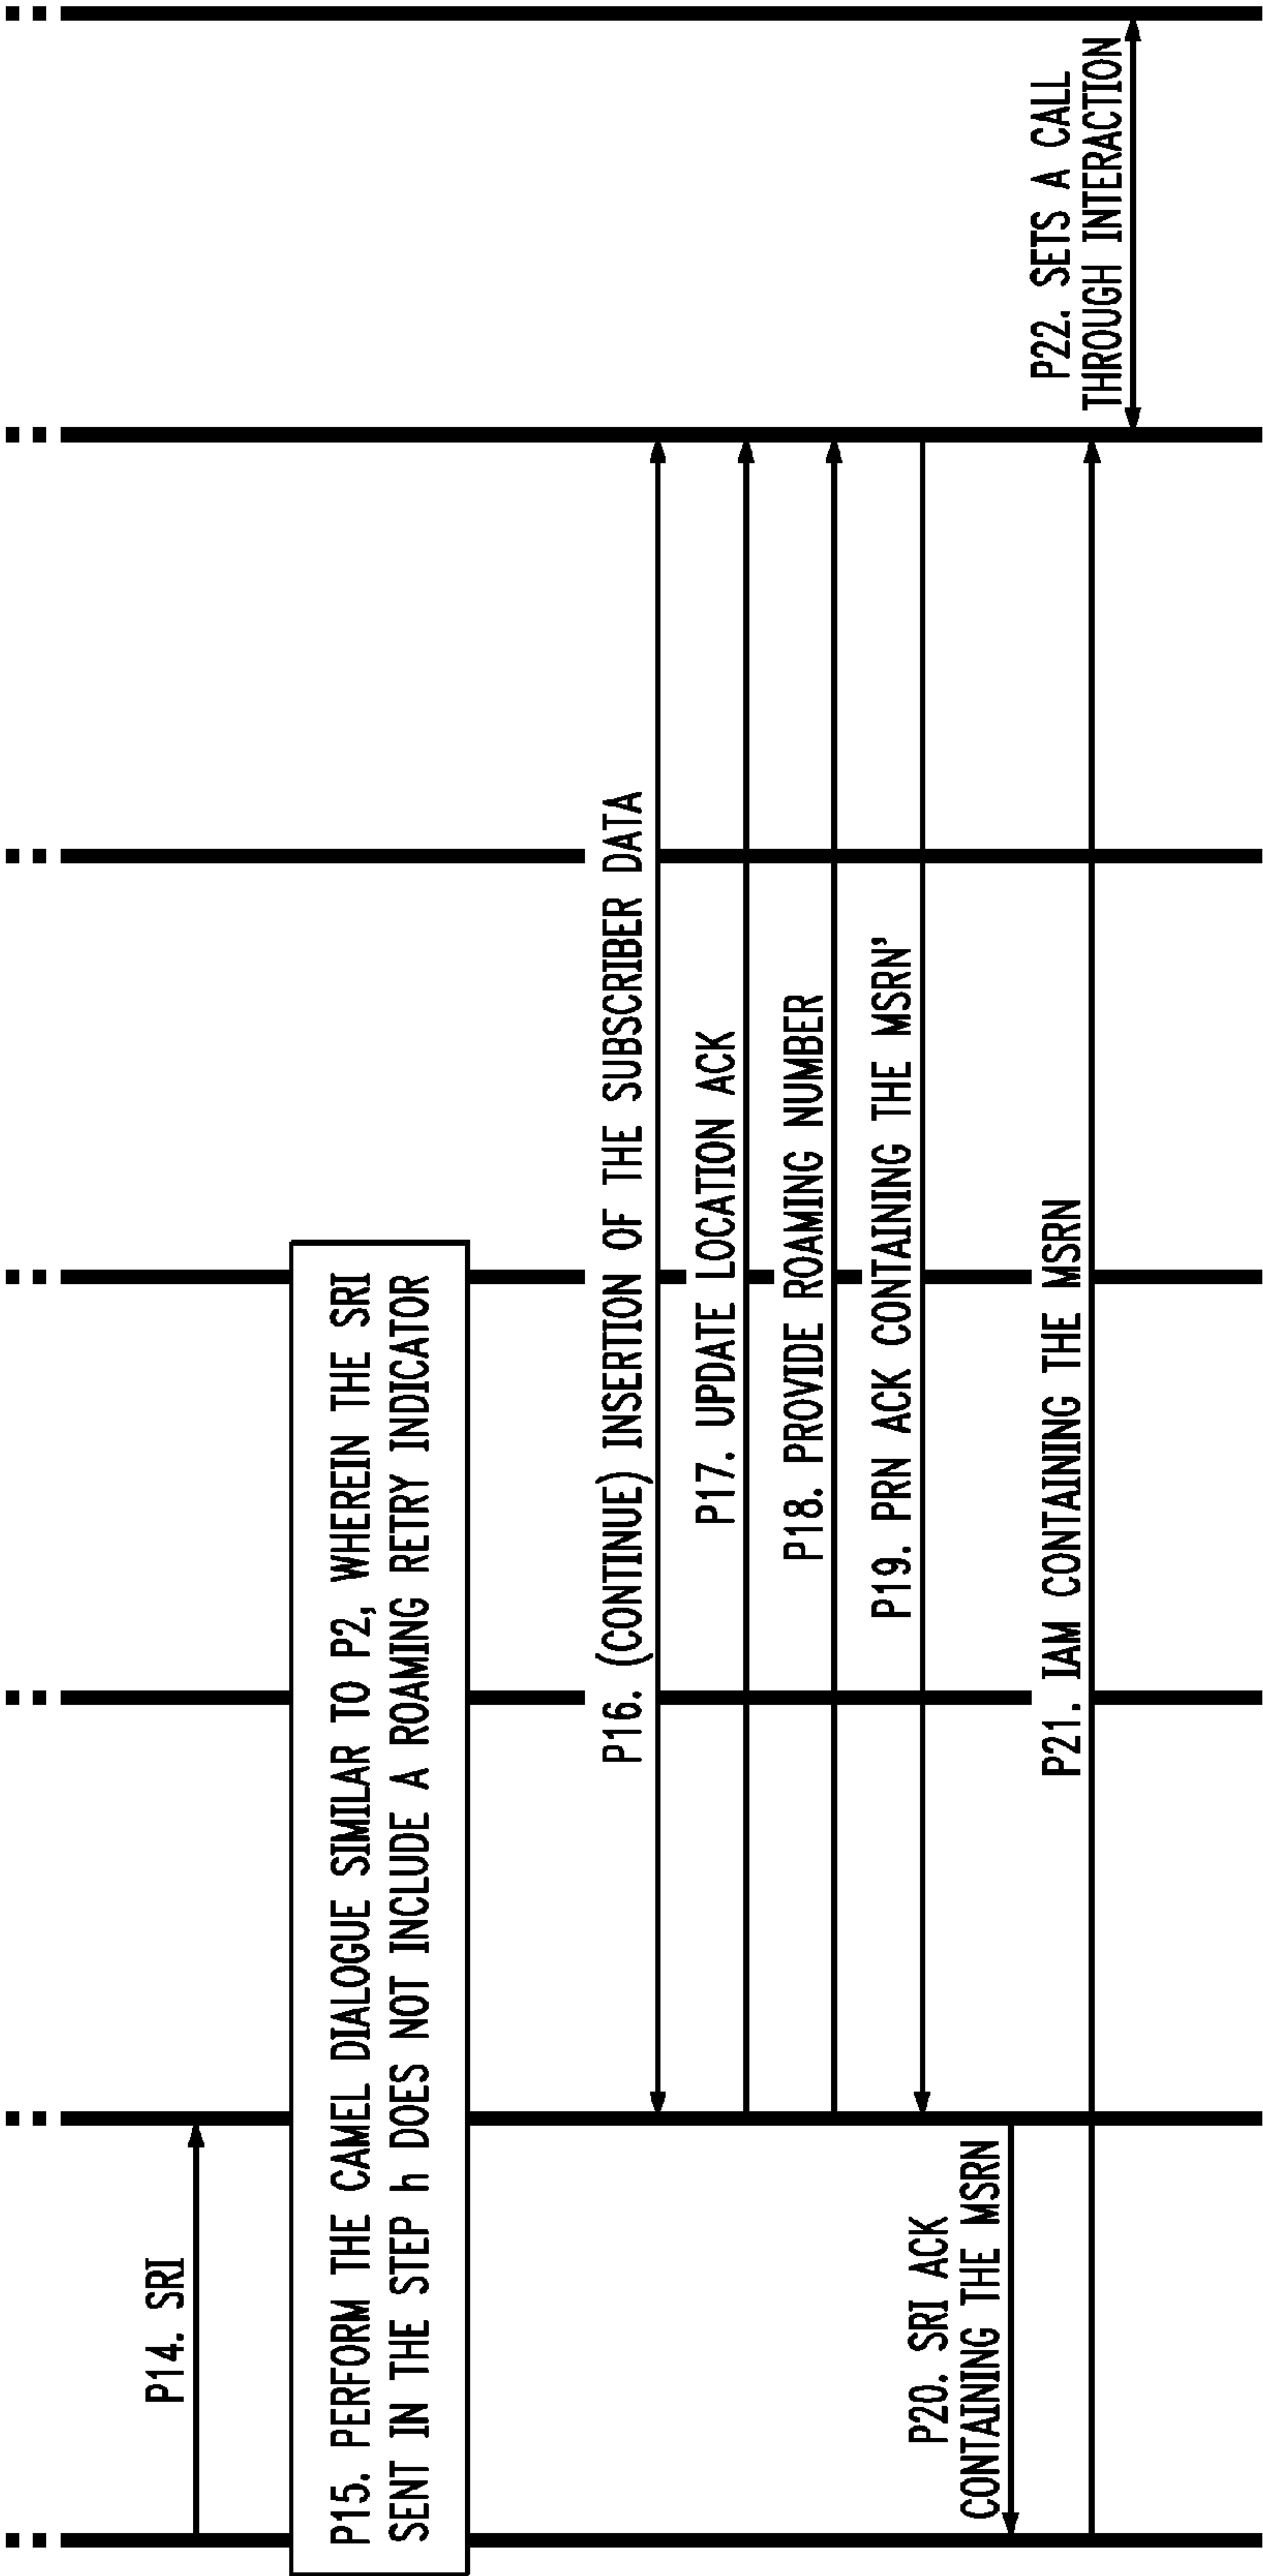 P14. SRI
P15. PERFORM THE CAMEL DIALOGUE SIMILAR TO P2, WHEREIN THE SRI
SENT IN THE STEP h DOES NOT INCLUDE A ROAMING RETRY INDICATOR
P16. (CONTINUE) INSERTION OF THE SUBSCRIBER DATA
P17. UPDATE LOCATION ACK
P18. PROVIDE ROAMING NUMBER
P19. PRN ACK CONTAINING THE MSRN'
P20. SRI ACK
CONTAINING THE MSRN
P21. IAM CONTAINING THE MSRN
P22. SETS A CALL
THROUGH INTERACTION